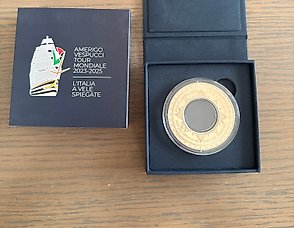 AMERIGO
VESPUCCI
TOUR
MONDIALE
2023-2025
L'ITALIA
A VELE
SPIEGATE